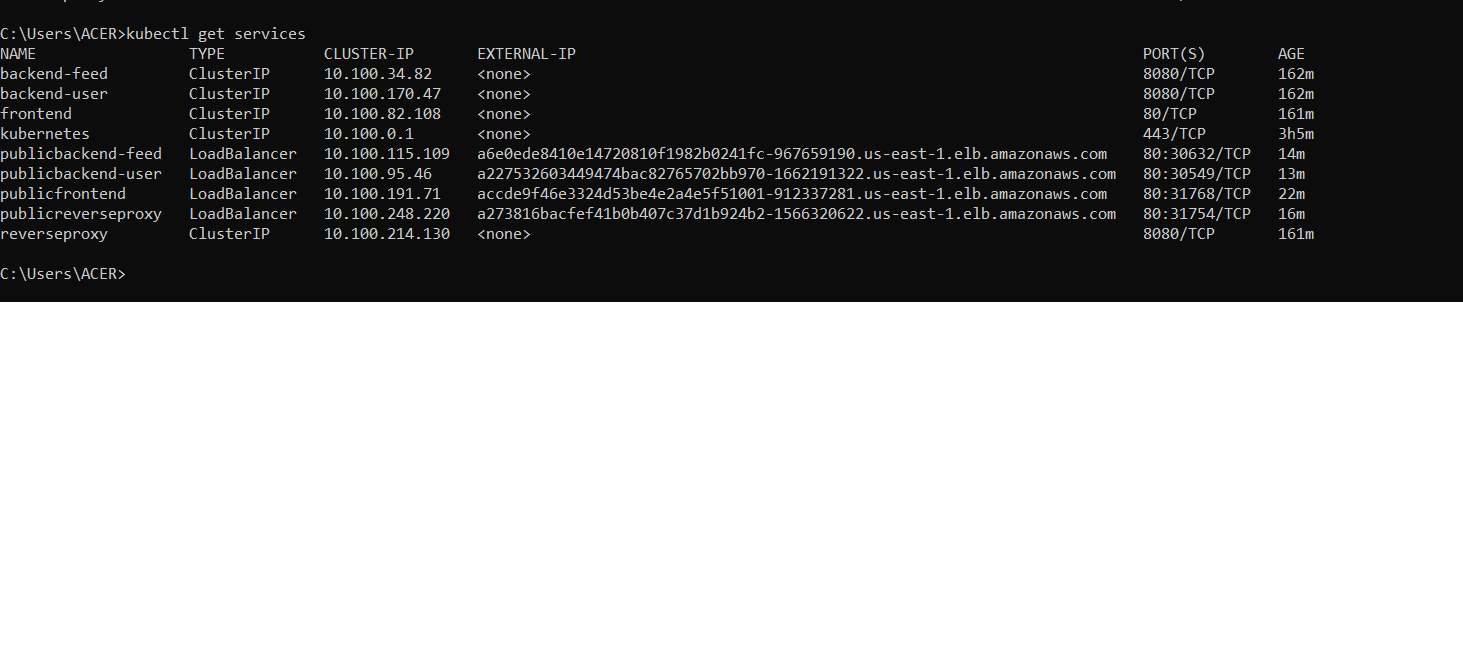 C:\Users\ACER>kubectl get services
NAME TYPE CLUSTER-IP EXTERNAL-IP PORT(S) AGE
backend-feed ClusterIP 10.100.34.82 <none> 8080/TCP 162m
backend-user ClusterIP 10.100.170.47 <none> 8080/TCP 162m
frontend ClusterIP 10.100.82.108 <none> 80/TCP 161m
kubernetes ClusterIP 10.100.0.1 <none> 443/TCP 3h5m
publicbackend-feed LoadBalancer 10.100.115.109 a6e0ede8410e14720810f1982b0241fc-967659190.us-east-1.elb.amazonaws.com 80:30632/TCP 14m
publicbackend-user LoadBalancer 10.100.95.46 a227532603449474bac82765702bb970-1662191322.us-east-1.elb.amazonaws.com 80:30549/TCP 13m
publicfrontend LoadBalancer 10.100.191.71 accde9f46e3324d53be4e2a4e5f51001-912337281.us-east-1.elb.amazonaws.com 80:31768/TCP 22m
publicreverseproxy LoadBalancer 10.100.248.220 a273816bacfef41b0b407c37d1b924b2-1566320622.us-east-1.elb.amazonaws.com 80:31754/TCP 16m
reverseproxy ClusterIP 10.100.214.130 <none> 8080/TCP 161m
C:\Users\ACER>